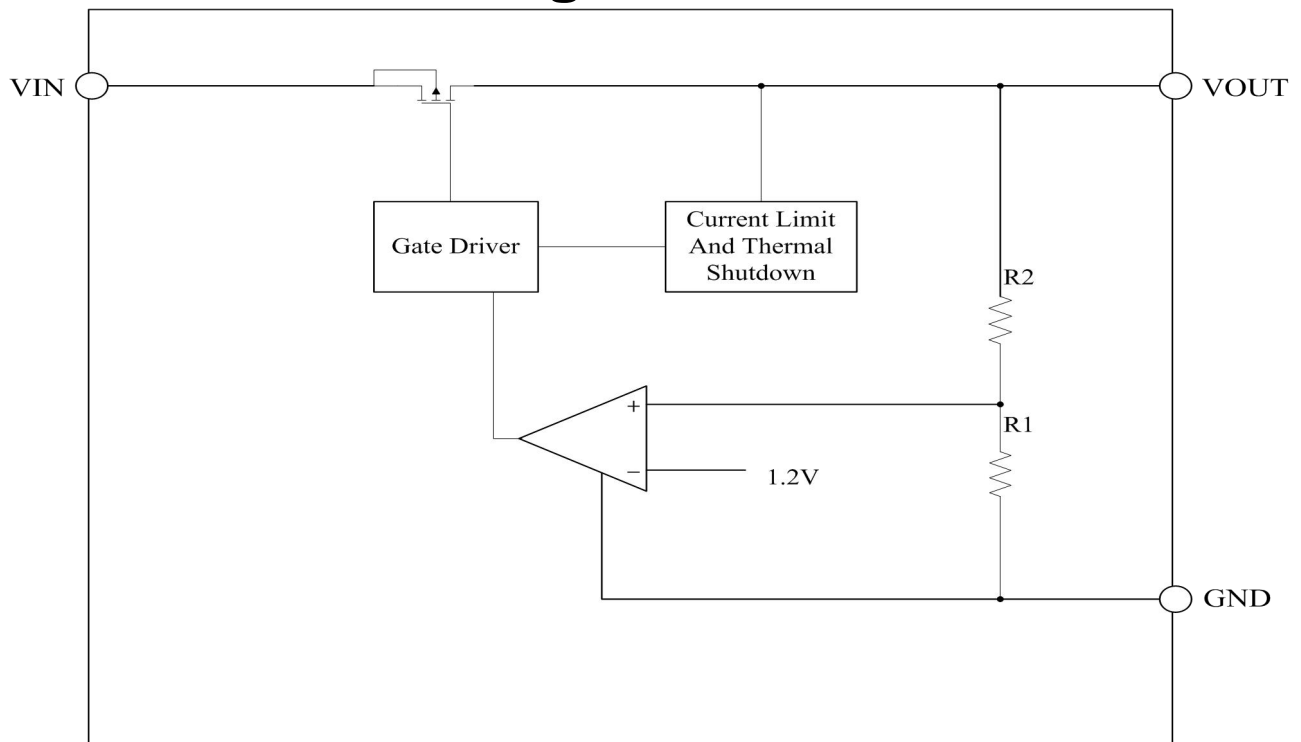 VIN
VOUT
Gate Driver
Current Limit
And Thermal
Shutdown
R2
+
R1
−
1.2V
GND